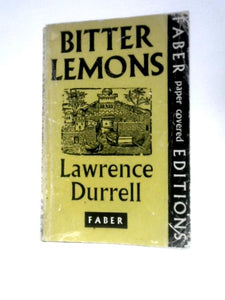 BITTER
LEMONS
Lawrence
Durrell
FABER
FABER paper covered EDITIONS